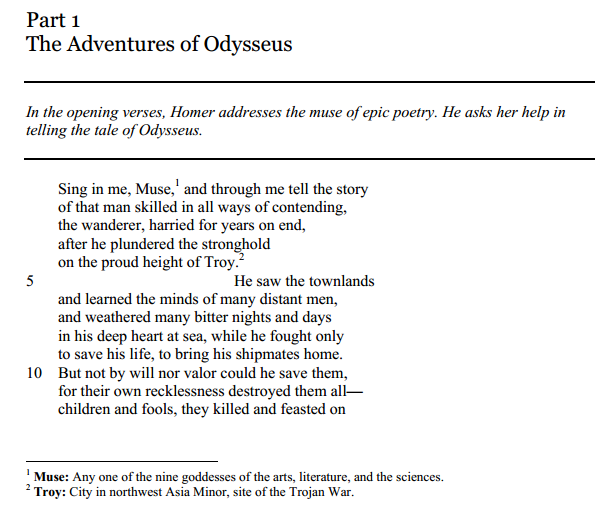 Part 1
The Adventures of Odysseus
In the opening verses, Homer addresses the muse of epic poetry. He asks her help in
telling the tale of Odysseus.
Sing in me, Muse,1 and through me tell the story
of that man skilled in all ways of contending,
the wanderer, harried for years on end,
after he plundered the stronghold
on the proud height of Troy.2
5 He saw the townlands
and learned the minds of many distant men,
and weathered many bitter nights and days
in his deep heart at sea, while he fought only
to save his life, to bring his shipmates home.
10 But not by will nor valor could he save them,
for their own recklessness destroyed them all—
children and fools, they killed and feasted on
1 Muse: Any one of the nine goddesses of the arts, literature, and the sciences.
2 Troy: City in northwest Asia Minor, site of the Trojan War.